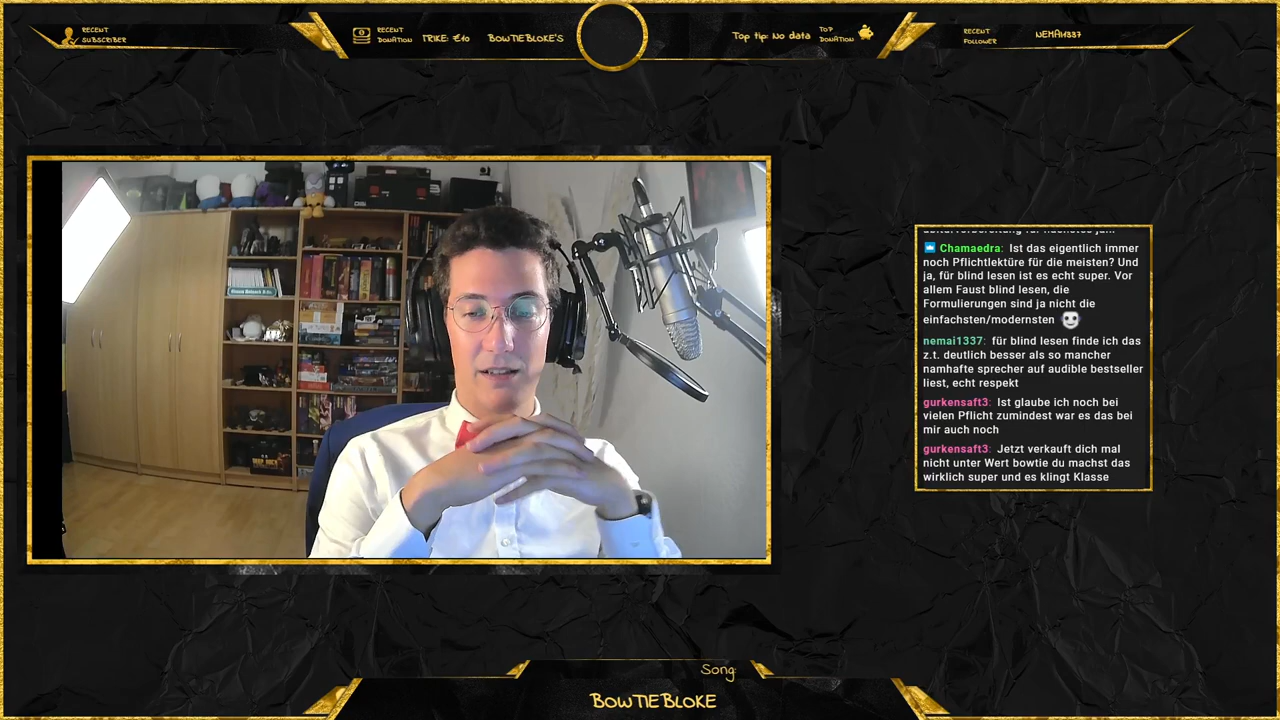 RECENT
SUBSCRIBER
RECENT
DONATION
TRIKE: €10
BOWTIEBLOKE'S
Top tip: No data
TOP
DONATION
RECENT
FOLLOWER
NEMAI1337
Chamaedra: Ist das eigentlich immer
noch Pflichtlektüre für die meisten? Und
ja, für blind lesen ist es echt super. Vor
allem Faust blind lesen, die
Formulierungen sind ja nicht die
einfachsten/modernsten
nemai1337: für blind lesen finde ich das
z.t. deutlich besser als so mancher
namhafte sprecher auf audible bestseller
liest, echt respekt
gurkensaft3: Ist glaube ich noch bei
vielen Pflicht zumindest war es das bei
mir auch noch
gurkensaft3: Jetzt verkauft dich mal
nicht unter Wert bowtie du machst das
wirklich super und es klingt Klasse
Song:
BOWTIEBLOKE